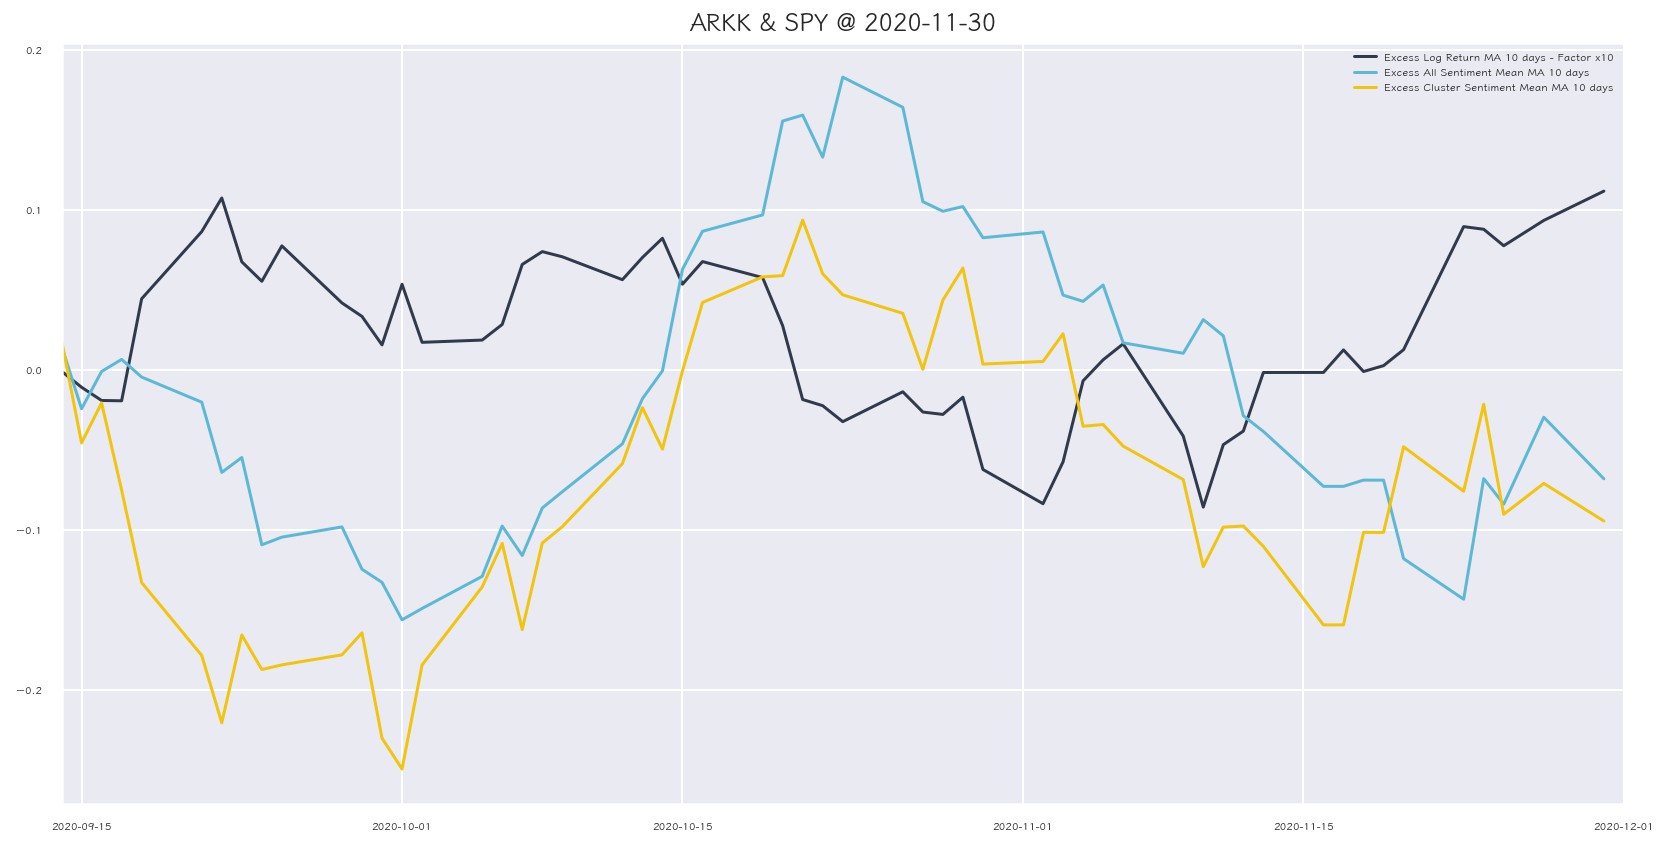 ARKK & SPY @ 2020-11-30
0.2
0.1
0.0
−0.1
−0.2
Excess Log Return MA 10 days - Factor x10
Excess All Sentiment Mean MA 10 days
Excess Cluster Sentiment Mean MA 10 days
2020-09-15
2020-10-01
2020-10-15
2020-11-01
2020-11-15
2020-12-01